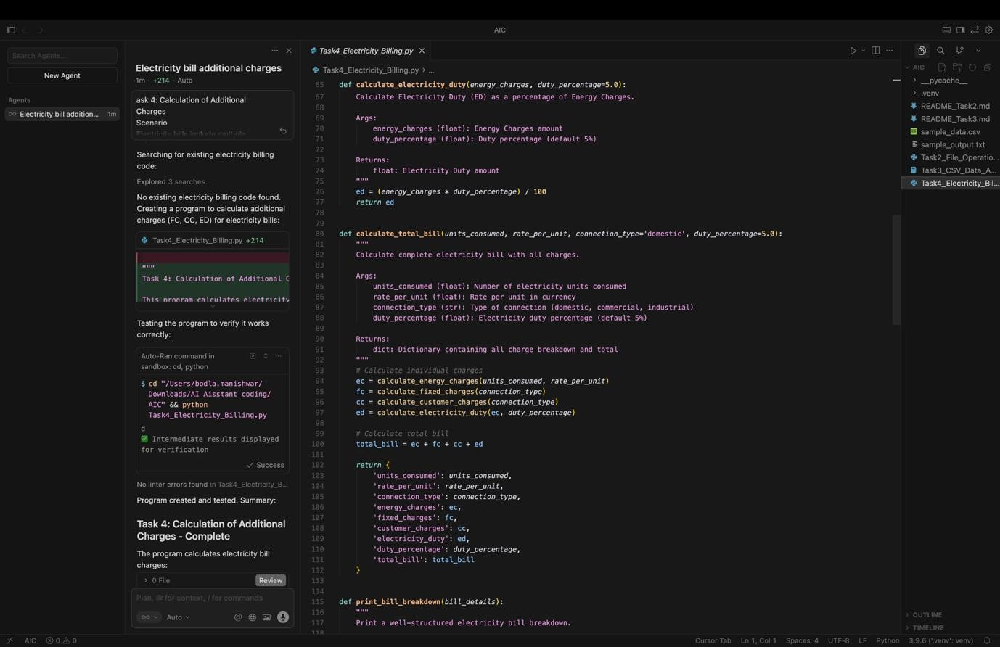 AIC
Search Agents...
New Agent
Agents
Electricity bill addition... 1m
Electricity bill additional charges
1m · +214 · Auto
ask 4: Calculation of Additional
Charges
Scenario
Electricity bills include multiple
Searching for existing electricity billing
code:
Explored 3 searches
No existing electricity billing code found.
Creating a program to calculate additional
charges (FC, CC, ED) for electricity bills:
Task4_Electricity_Billing.py +214
"""
Task 4: Calculation of Additional C
This program calculates electricity
Testing the program to verify it works
correctly:
Auto-Ran command in
sandbox: cd, python
$ cd "/Users/bodla.manishwar/
Downloads/AI Aisstant coding/
AIC" && python
Task4_Electricity_Billing.py
d
✅ Intermediate results displayed
for verification
✓ Success
No linter errors found in Task4_Electricity_B...
Program created and tested. Summary:
Task 4: Calculation of Additional
Charges - Complete
The program calculates electricity bill
charges:
0 File Review
Plan, @ for context, / for commands
Auto
Task4_Electricity_Billing.py
Task4_Electricity_Billing.py > ...
65 def calculate_electricity_duty(energy_charges, duty_percentage=5.0):
67 Calculate Electricity Duty (ED) as a percentage of Energy Charges.
68
69 Args:
70 energy_charges (float): Energy Charges amount
71 duty_percentage (float): Duty percentage (default 5%)
72
73 Returns:
74 float: Electricity Duty amount
75 """
76 ed = (energy_charges * duty_percentage) / 100
77 return ed
78
79
80 def calculate_total_bill(units_consumed, rate_per_unit, connection_type='domestic', duty_percentage=5.0):
81 """
82 Calculate complete electricity bill with all charges.
83
84 Args:
85 units_consumed (float): Number of electricity units consumed
86 rate_per_unit (float): Rate per unit in currency
87 connection_type (str): Type of connection (domestic, commercial, industrial)
88 duty_percentage (float): Electricity duty percentage (default 5%)
89
90 Returns:
91 dict: Dictionary containing all charge breakdown and total
92 """
93 # Calculate individual charges
94 ec = calculate_energy_charges(units_consumed, rate_per_unit)
95 fc = calculate_fixed_charges(connection_type)
96 cc = calculate_customer_charges(connection_type)
97 ed = calculate_electricity_duty(ec, duty_percentage)
98
99 # Calculate total bill
100 total_bill = ec + fc + cc + ed
101
102 return {
103 'units_consumed': units_consumed,
104 'rate_per_unit': rate_per_unit,
105 'connection_type': connection_type,
106 'energy_charges': ec,
107 'fixed_charges': fc,
108 'customer_charges': cc,
109 'electricity_duty': ed,
110 'duty_percentage': duty_percentage,
111 'total_bill': total_bill
112 }
113
114
115 def print_bill_breakdown(bill_details):
116 """
117 Print a well-structured electricity bill breakdown.
118
AIC
__pycache__
.venv
README_Task2.md
README_Task3.md
sample_data.csv
sample_output.txt
Task2_File_Operatio...
Task3_CSV_Data_A...
Task4_Electricity_Bil...
OUTLINE
TIMELINE
AIC 0 0 Cursor Tab Ln 1, Col 1 Spaces: 4 UTF-8 LF Python 3.9.6 ('.venv': venv)